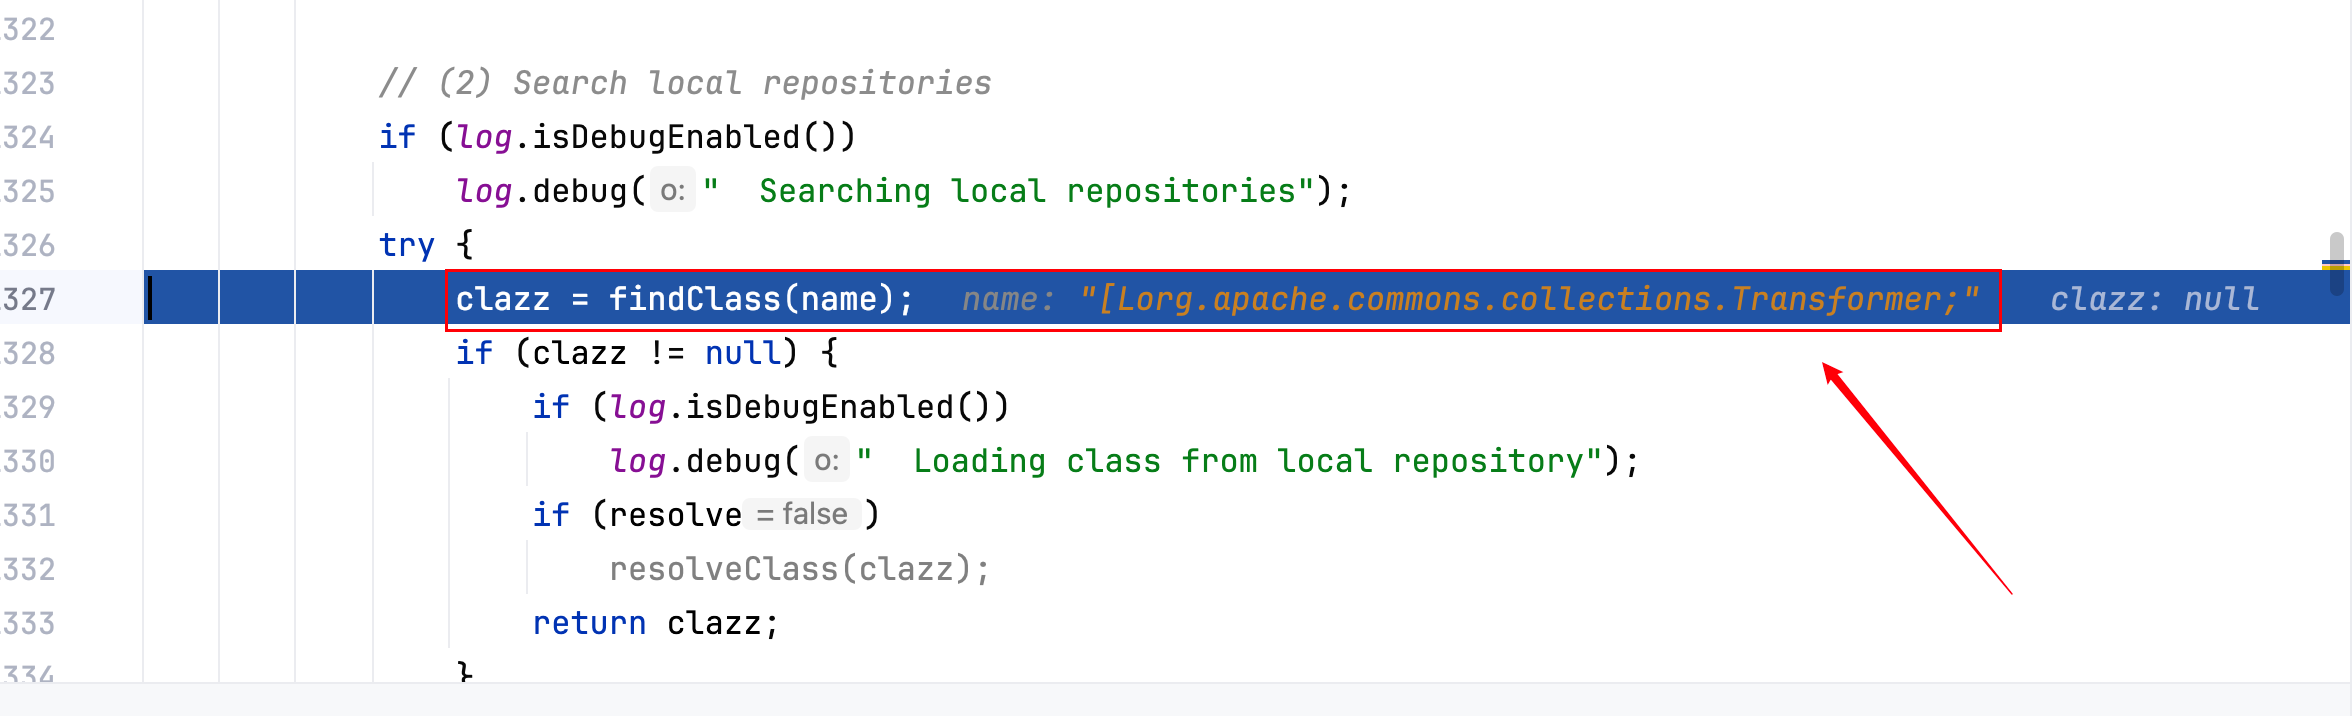 322
323 // (2) Search local repositories
324 if (log.isDebugEnabled())
325 log.debug( o: "  Searching local repositories");
326 try {
327 clazz = findClass(name); name: "[Lorg.apache.commons.collections.Transformer;" clazz: null
328 if (clazz != null) {
329 if (log.isDebugEnabled())
330 log.debug( o: "  Loading class from local repository");
331 if (resolve = false )
332 resolveClass(clazz);
333 return clazz;
334 }